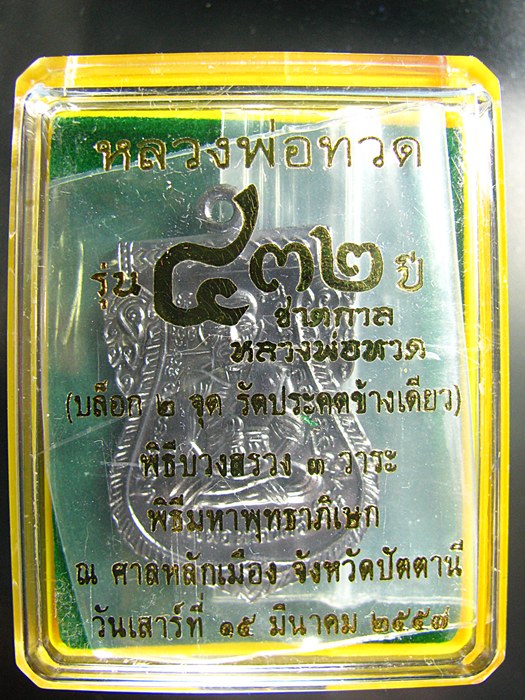 หลวงพ่อทวด
รุ่น ๔๓๒ ปี
ชาตกาล
หลวงพ่อทวด
(บล็อก ๒ จุด รัดประคตข้างเดียว)
พิธีบวงสรวง ๓ วาระ
พิธีมหาพุทธาภิเษก
ณ ศาลหลักเมือง จังหวัดปัตตานี
วันเสาร์ที่ ๑๕ มีนาคม ๒๕๕๗